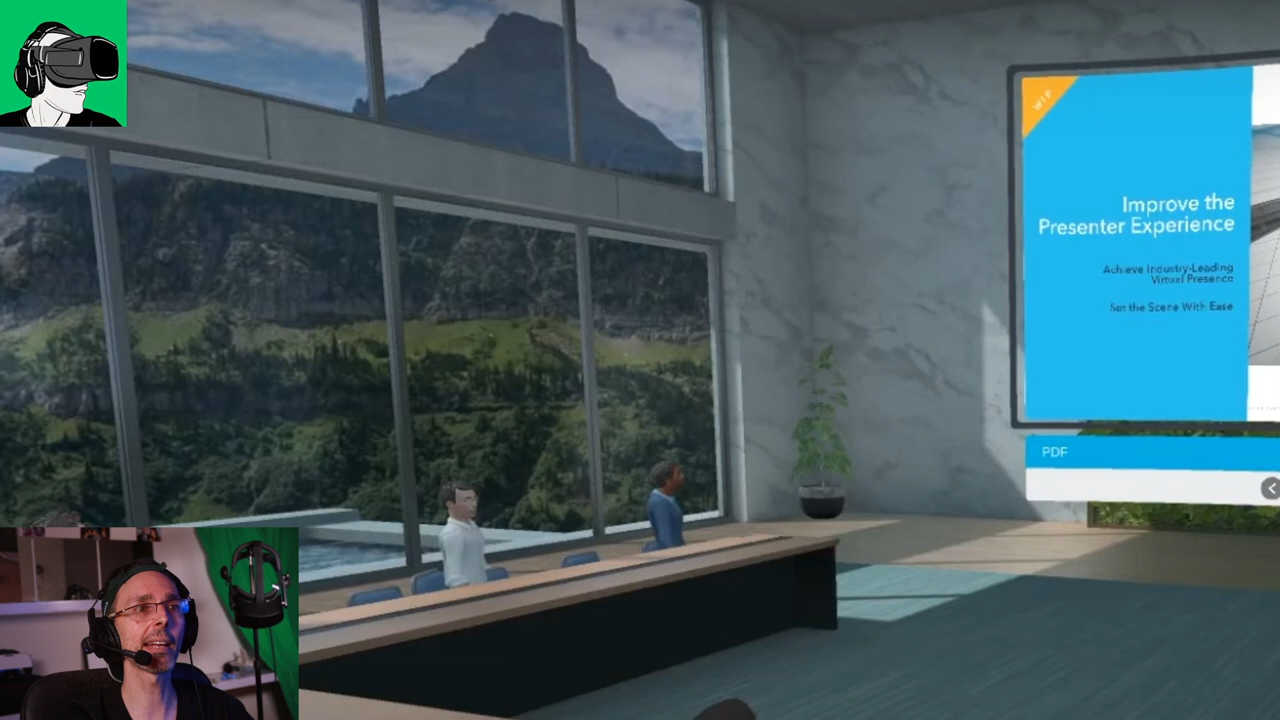 WIP
Improve the
Presenter Experience
Achieve Industry-Leading
Virtual Presence
Set the Scene With Ease
PDF